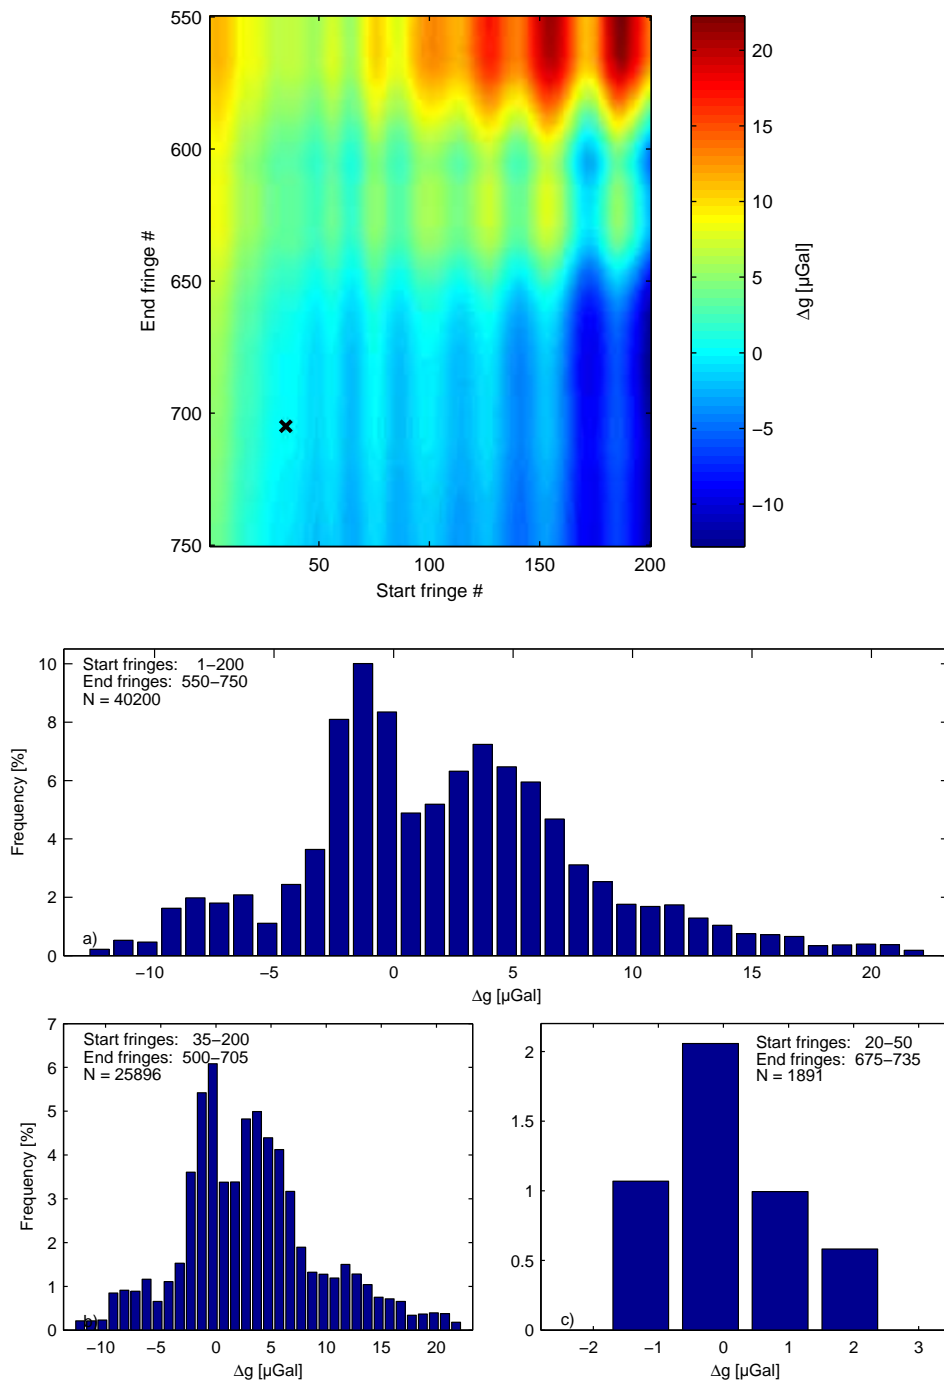 550
600
650
700
750
End fringe #
50
100
150
200
Start fringe #
20
15
10
5
0
−5
−10
Δg [µGal]
Start fringes: 1−200
End fringes: 550−750
N = 40200
10
8
6
4
2
0
Frequency [%]
a)
−10
−5
0
5
10
15
20
Δg [µGal]
Start fringes: 35−200
End fringes: 500−705
N = 25896
7
6
5
4
3
2
1
0
Frequency [%]
b)
−10
−5
0
5
10
15
20
Δg [µGal]
Start fringes: 20−50
End fringes: 675−735
N = 1891
2
1.5
1
0.5
0
c)
−2
−1
0
1
2
3
Δg [µGal]